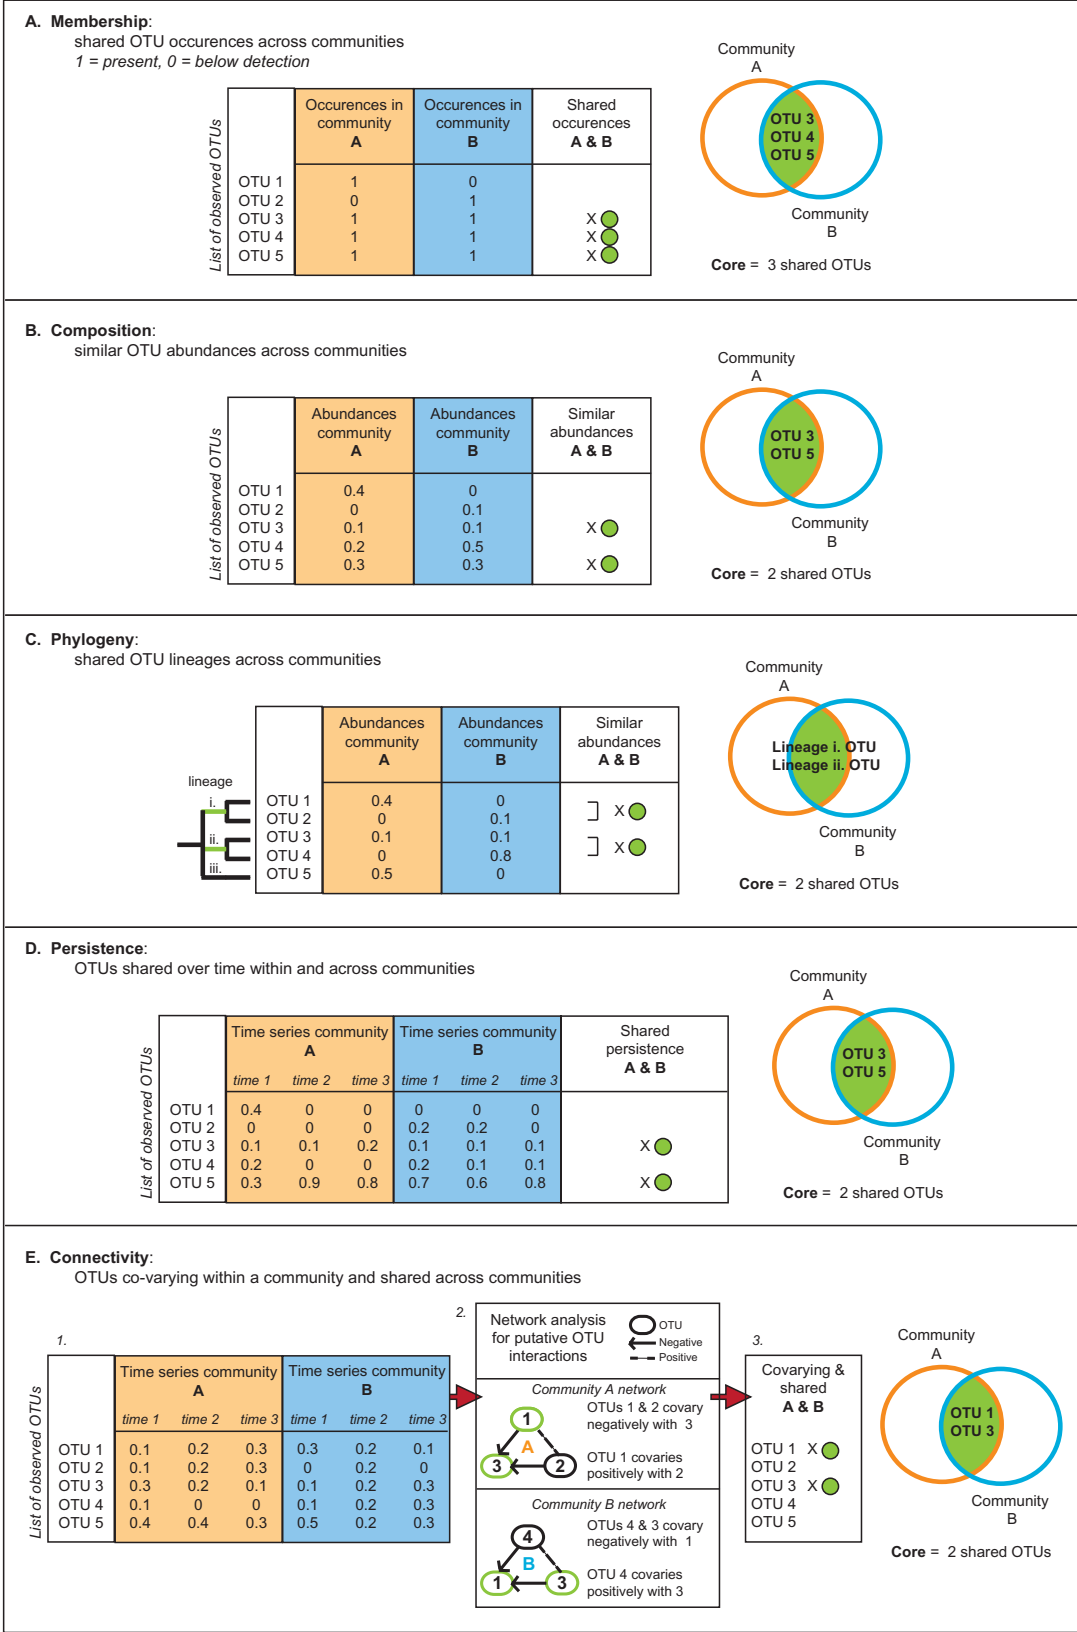 A. Membership:
shared OTU occurences across communities
1 = present, 0 = below detection
List of observed OTUs
Occurences in community A
Occurences in community B
Shared occurences A & B
OTU 1 1 0
OTU 2 0 1
OTU 3 1 1 X
OTU 4 1 1 X
OTU 5 1 1 X
Community
A
OTU 3
OTU 4
OTU 5
Community
B
Core = 3 shared OTUs
B. Composition:
similar OTU abundances across communities
List of observed OTUs
Abundances community A
Abundances community B
Similar abundances A & B
OTU 1 0.4 0
OTU 2 0 0.1
OTU 3 0.1 0.1 X
OTU 4 0.2 0.5
OTU 5 0.3 0.3 X
Community
A
OTU 3
OTU 5
Community
B
Core = 2 shared OTUs
C. Phylogeny:
shared OTU lineages across communities
lineage
i.
ii.
iii.
Abundances community A
Abundances community B
Similar abundances A & B
OTU 1 0.4 0
OTU 2 0 0.1
X
OTU 3 0.1 0.1
OTU 4 0 0.8
X
OTU 5 0.5 0
Community
A
Lineage i. OTU
Lineage ii. OTU
Community
B
Core = 2 shared OTUs
D. Persistence:
OTUs shared over time within and across communities
List of observed OTUs
Time series community A
Time series community B
Shared persistence A & B
time 1 time 2 time 3 time 1 time 2 time 3
OTU 1 0.4 0 0 0 0 0
OTU 2 0 0 0 0.2 0.2 0
OTU 3 0.1 0.1 0.2 0.1 0.1 0.1 X
OTU 4 0.2 0 0 0.2 0.1 0.1
OTU 5 0.3 0.9 0.8 0.7 0.6 0.8 X
Community
A
OTU 3
OTU 5
Community
B
Core = 2 shared OTUs
E. Connectivity:
OTUs co-varying within a community and shared across communities
1.
List of observed OTUs
Time series community A
Time series community B
time 1 time 2 time 3 time 1 time 2 time 3
OTU 1 0.1 0.2 0.3 0.3 0.2 0.1
OTU 2 0.1 0.2 0.3 0 0.2 0
OTU 3 0.3 0.2 0.1 0.1 0.2 0.3
OTU 4 0.1 0 0 0.1 0.2 0.3
OTU 5 0.4 0.4 0.3 0.5 0.2 0.3
2.
Network analysis
for putative OTU
interactions
OTU
Negative
Positive
Community A network
OTUs 1 & 2 covary
negatively with 3
OTU 1 covaries
positively with 2
1
A
3 2
Community B network
OTUs 4 & 3 covary
negatively with 1
OTU 4 covaries
positively with 3
4
B
1 3
3.
Covarying &
shared
A & B
OTU 1 X
OTU 2
OTU 3 X
OTU 4
OTU 5
Community
A
OTU 1
OTU 3
Community
B
Core = 2 shared OTUs